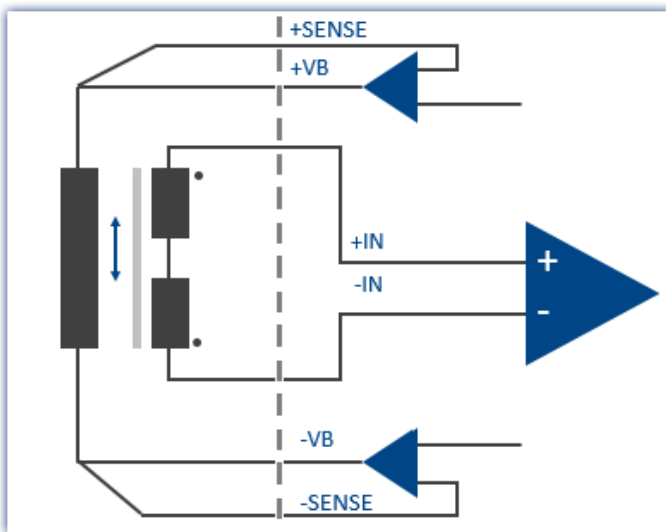 +SENSE
+VB
+IN
-IN
+
-
-VB
-SENSE